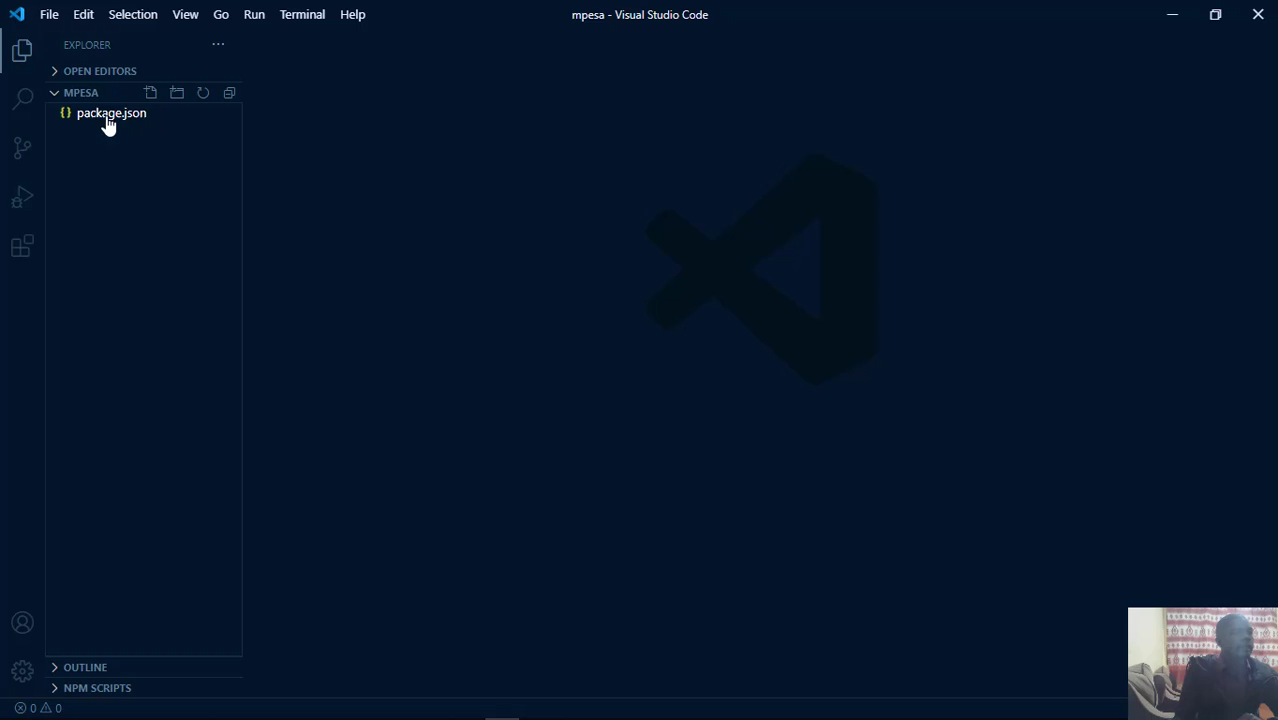 File Edit Selection View Go Run Terminal Help
mpesa - Visual Studio Code
EXPLORER
OPEN EDITORS
MPESA
{} package.json
OUTLINE
NPM SCRIPTS
0 0